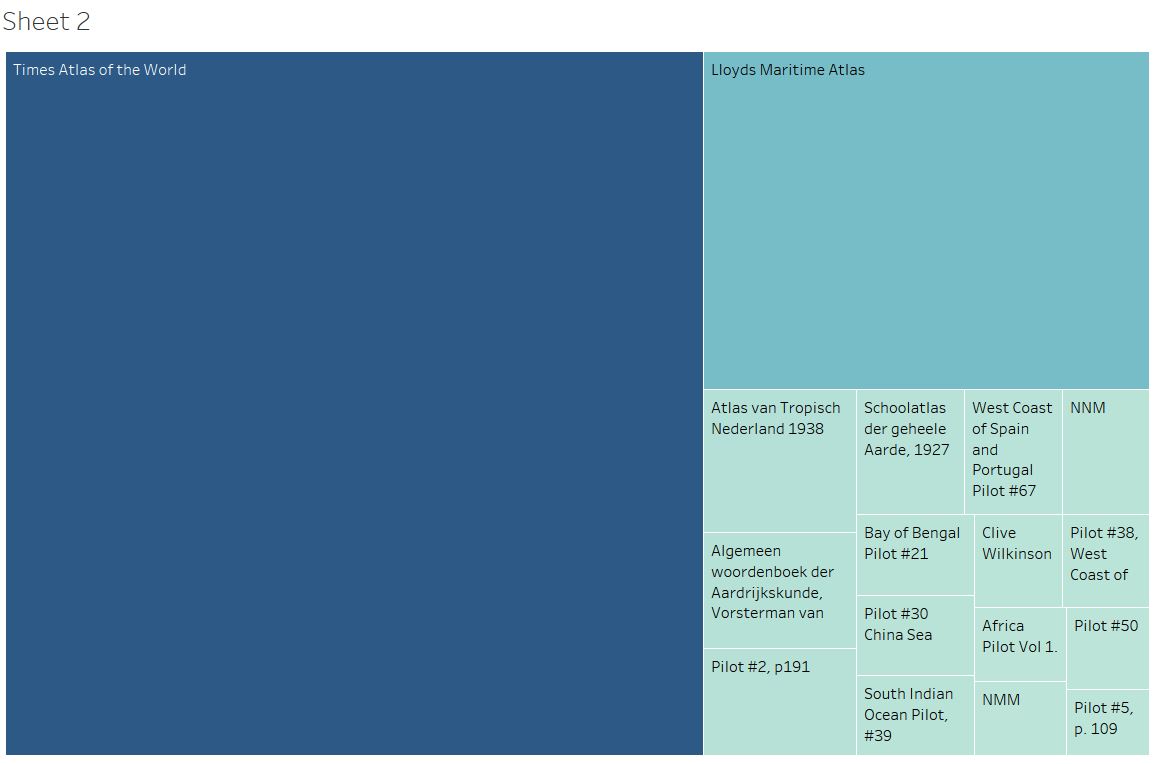 Sheet 2
Times Atlas of the World
Lloyds Maritime Atlas
Atlas van Tropisch
Nederland 1938
Algemeen
woordenboek der
Aardrijkskunde,
Vorsterman van
Pilot #2, p191
Schoolatlas
der geheele
Aarde, 1927
West Coast
of Spain
and
Portugal
Pilot #67
NNM
Bay of Bengal
Pilot #21
Clive
Wilkinson
Pilot #38,
West
Coast of
Pilot #30
China Sea
Africa
Pilot Vol 1.
Pilot #50
South Indian
Ocean Pilot,
#39
NMM
Pilot #5,
p. 109